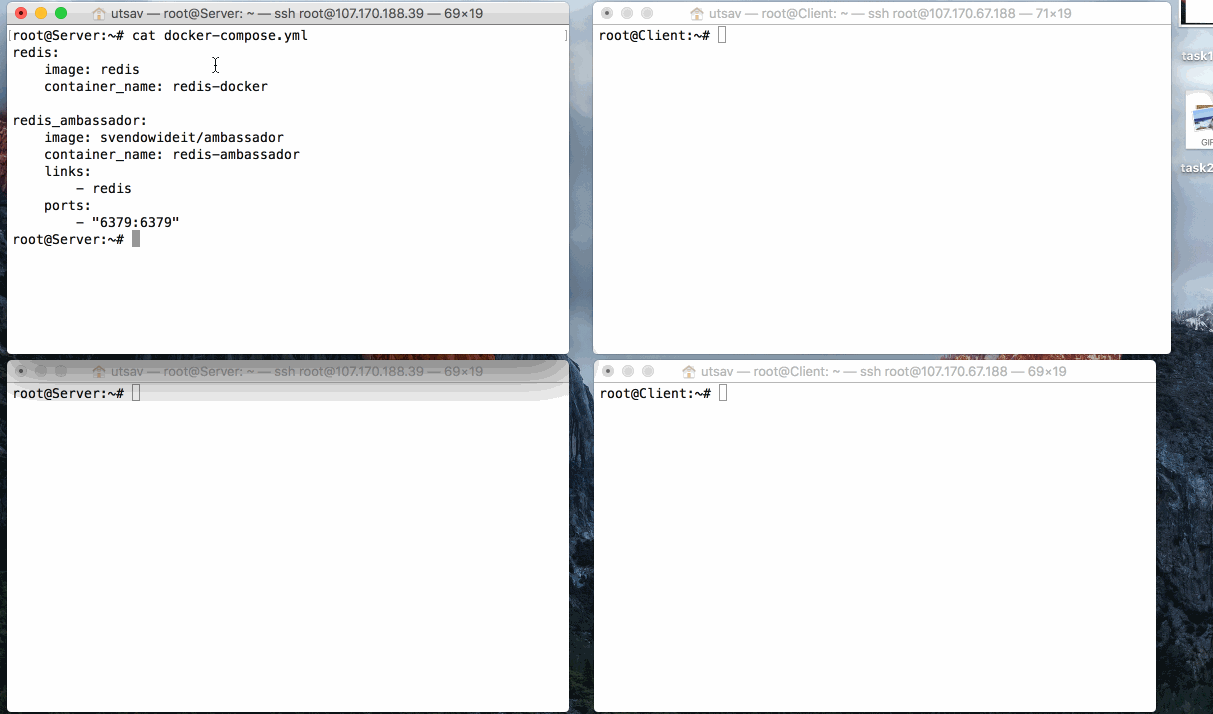 utsav — root@Server: ~ — ssh root@107.170.188.39 — 69×19
[root@Server:~# cat docker-compose.yml ]
redis:
    image: redis
    container_name: redis-docker

redis_ambassador:
    image: svendowideit/ambassador
    container_name: redis-ambassador
    links:
        - redis
    ports:
        - "6379:6379"
root@Server:~#
utsav — root@Client: ~ — ssh root@107.170.67.188 — 71×19
root@Client:~#
task1
GIF
task2
utsav — root@Server: ~ — ssh root@107.170.188.39 — 69×19
root@Server:~#
utsav — root@Client: ~ — ssh root@107.170.67.188 — 69×19
root@Client:~#